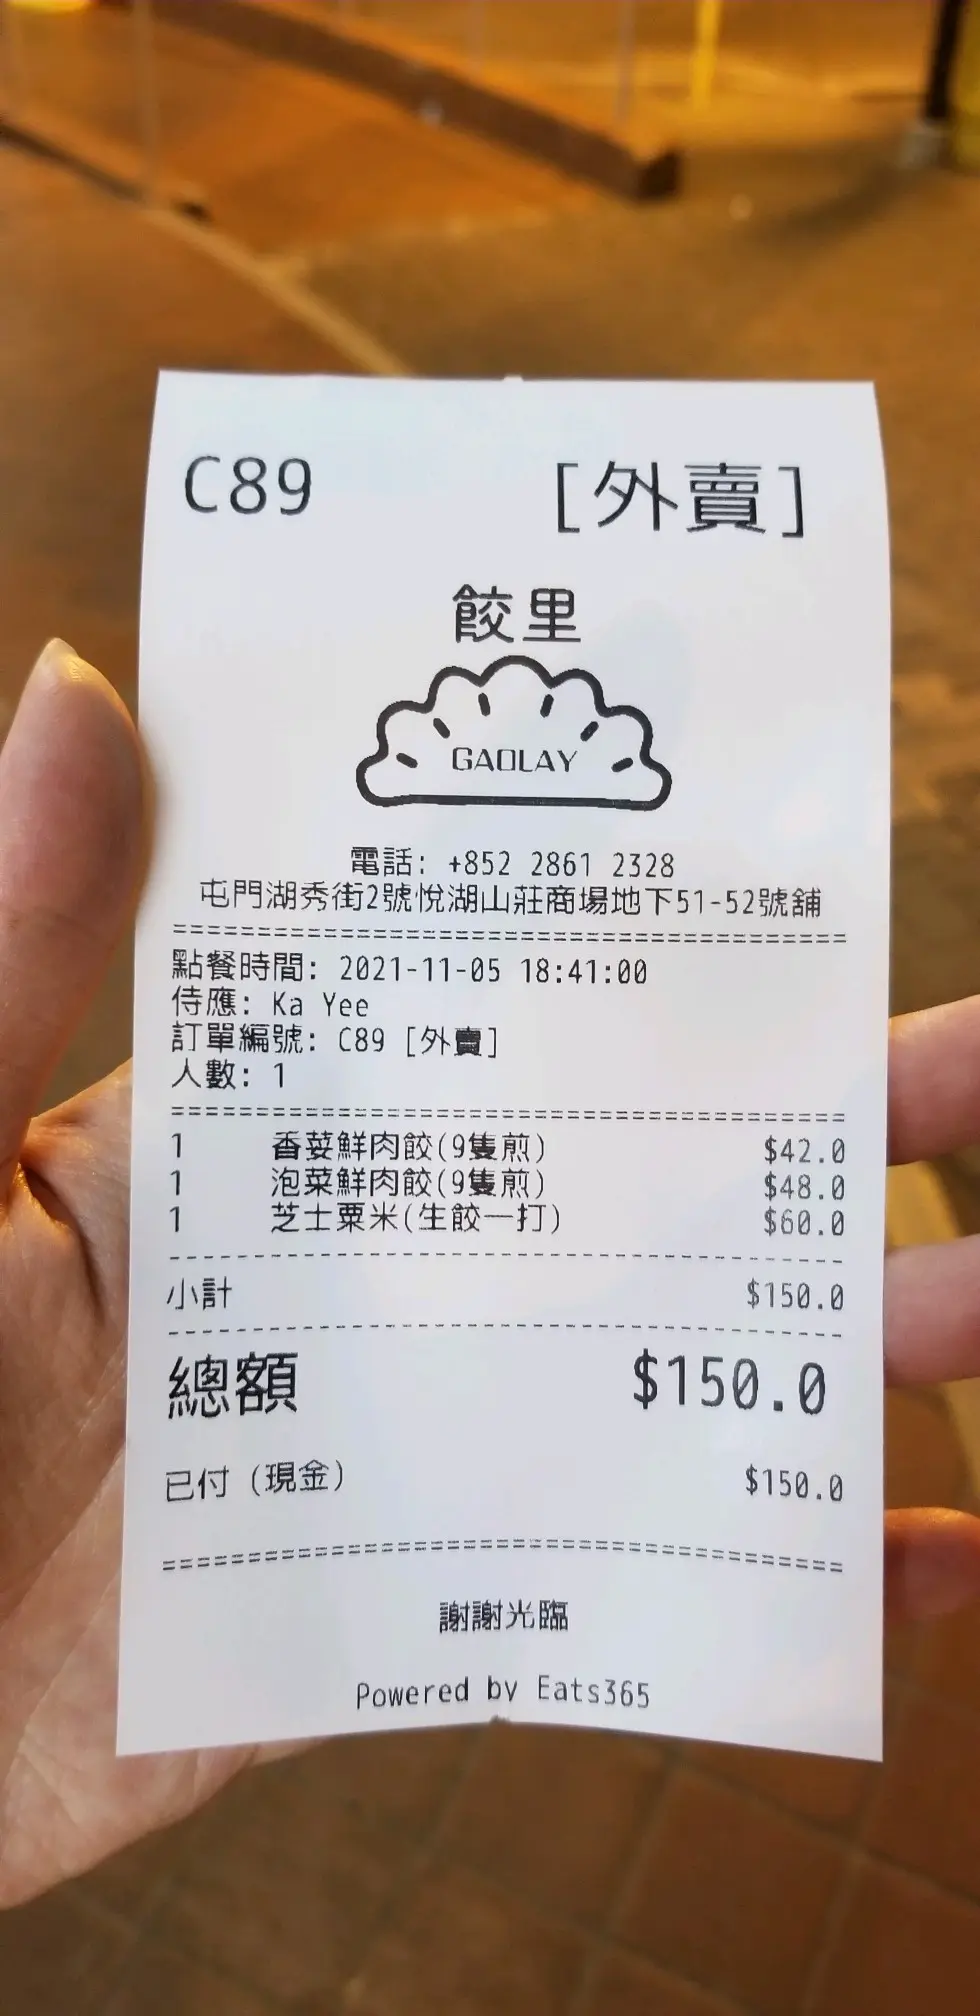 C89 [外賣]
餃里
GAOLAY
電話: +852 2861 2328
屯門湖秀街2號悅湖山莊商場地下51-52號舖
========================================
點餐時間: 2021-11-05 18:41:00
侍應: Ka Yee
訂單編號: C89 [外賣]
人數: 1
========================================
1 香荽鮮肉餃(9隻煎) $42.0
1 泡菜鮮肉餃(9隻煎) $48.0
1 芝士粟米(生餃一打) $60.0
----------------------------------------
小計 $150.0
----------------------------------------
總額 $150.0
已付 (現金) $150.0
========================================
謝謝光臨
Powered by Eats365